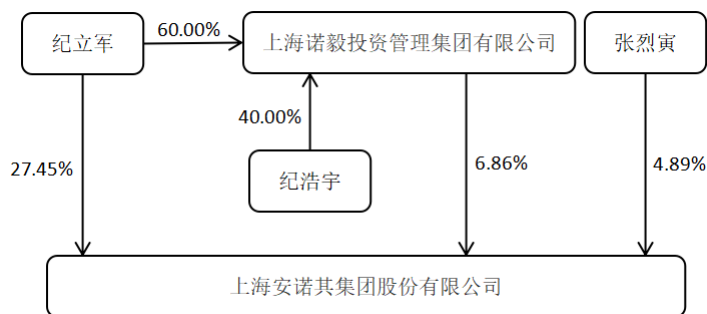 纪立军
60.00%
上海诺毅投资管理集团有限公司
张烈寅
40.00%
27.45%
纪浩宇
6.86%
4.89%
上海安诺其集团股份有限公司